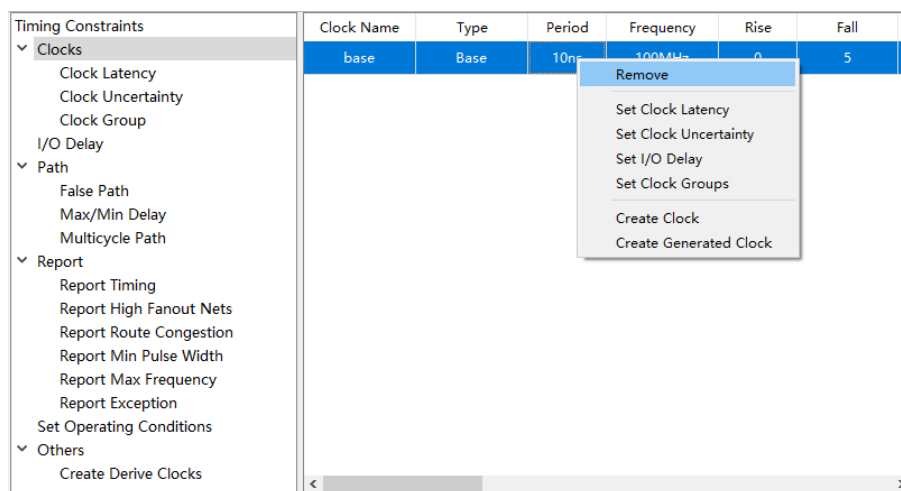 Timing Constraints
Clocks
Clock Latency
Clock Uncertainty
Clock Group
I/O Delay
Path
False Path
Max/Min Delay
Multicycle Path
Report
Report Timing
Report High Fanout Nets
Report Route Congestion
Report Min Pulse Width
Report Max Frequency
Report Exception
Set Operating Conditions
Others
Create Derive Clocks
Clock Name Type Period Frequency Rise Fall
base Base 10ns 100MHz 0 5
Remove
Set Clock Latency
Set Clock Uncertainty
Set I/O Delay
Set Clock Groups
Create Clock
Create Generated Clock